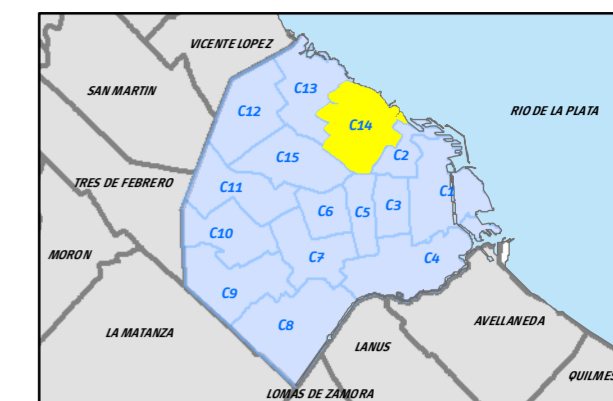 VICENTE LOPEZ
SAN MARTIN
C13
RIO DE LA PLATA
C12
C14
C15
C2
TRES DE FEBRERO
C11
C1
C6
C5
C3
C10
MORON
C7
C4
C9
LA MATANZA
C8
AVELLANEDA
LANUS
QUILMES
LOMAS DE ZAMORA